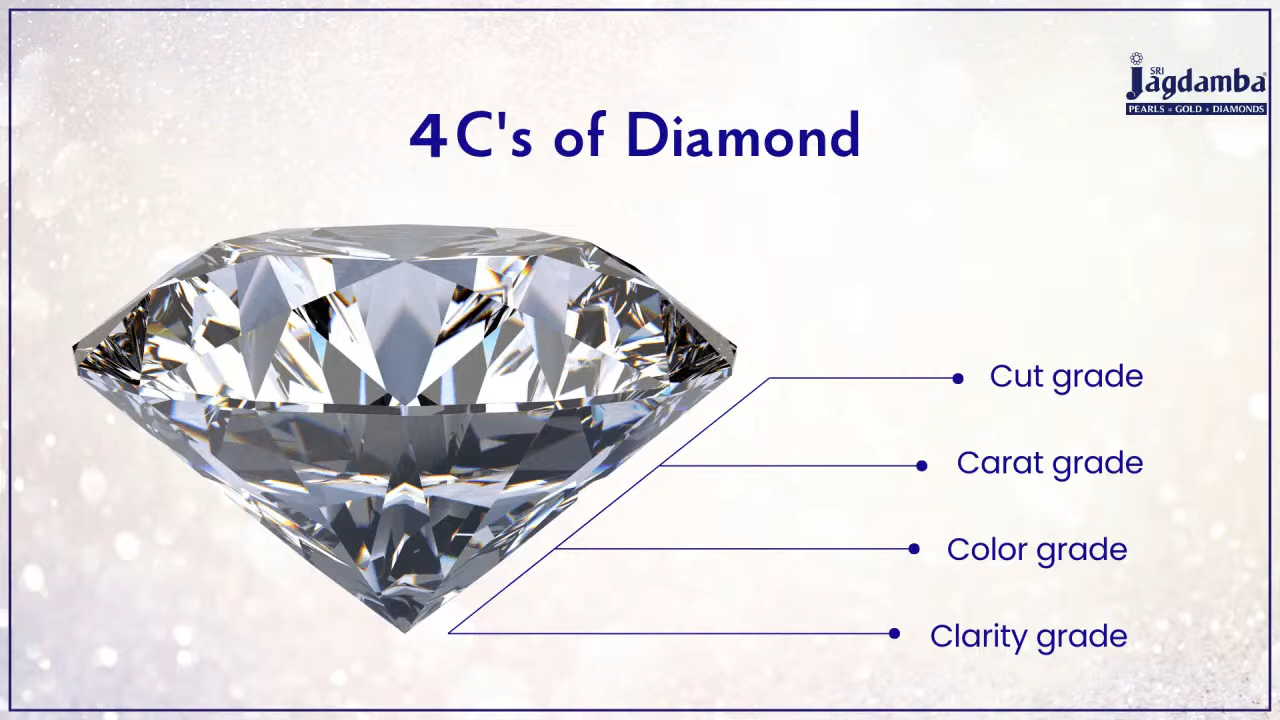 SRI
Jagdamba
PEARLS • GOLD • DIAMONDS
4C's of Diamond
Cut grade
Carat grade
Color grade
Clarity grade